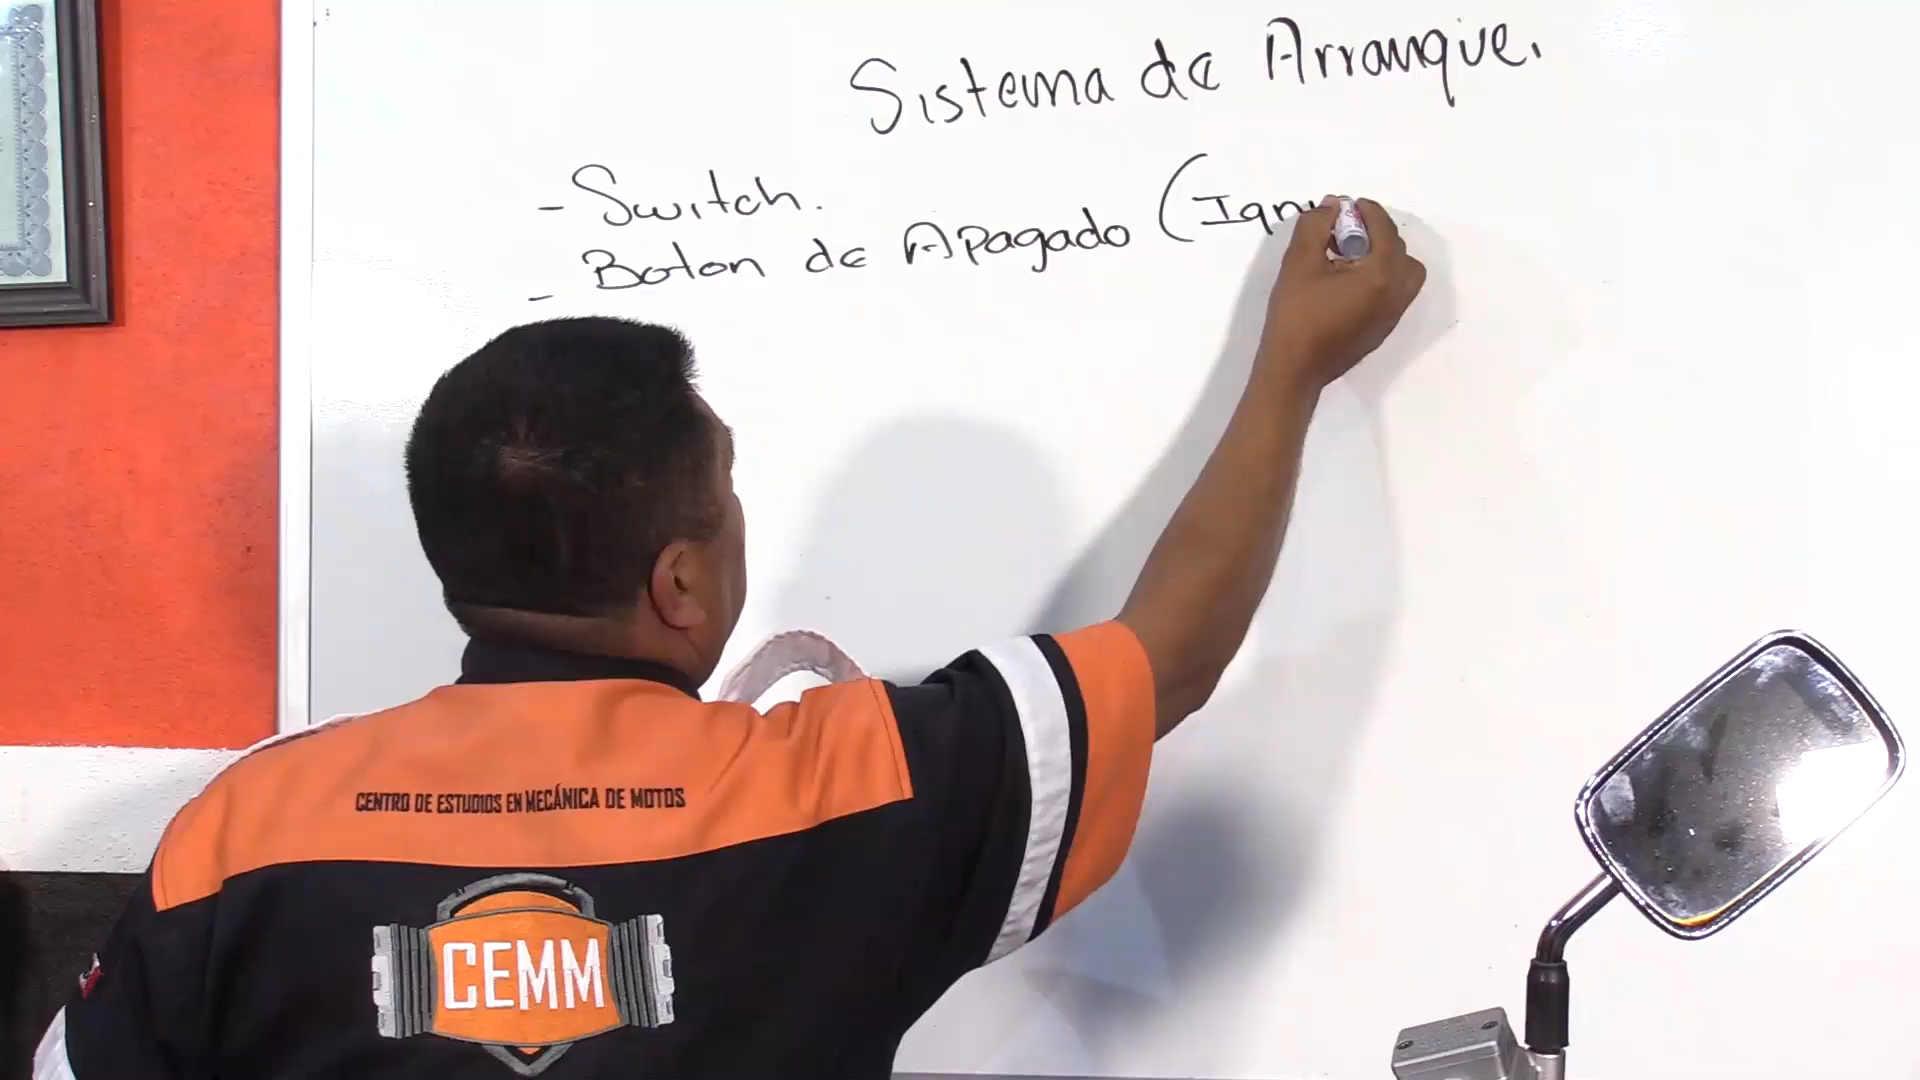 Sistema de Arranque.
- Switch.
- Boton de Apagado (Ign
CENTRO DE ESTUDIOS EN MECÁNICA DE MOTOS
CEMM